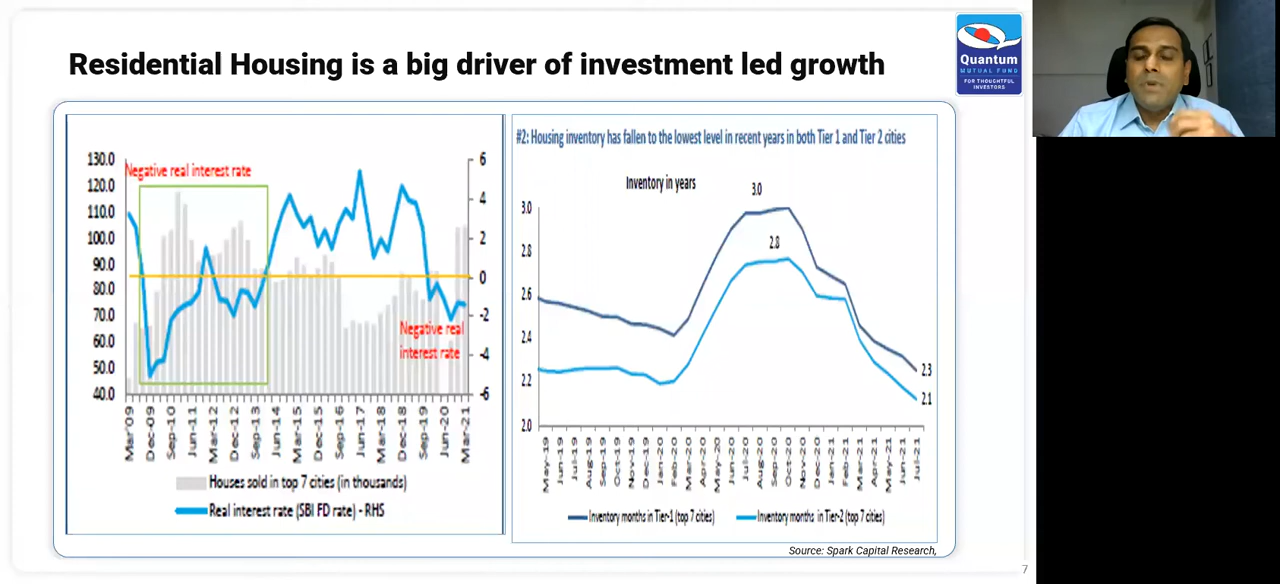 Residential Housing is a big driver of investment led growth
Quantum
MUTUAL FUND
FOR THOUGHTFUL
INVESTORS
130.0
120.0
110.0
100.0
90.0
80.0
70.0
60.0
50.0
40.0
Negative real interest rate
6
4
2
0
-2
-4
-6
Negative real
interest rate
Mar'09
Dec-09
Sep-10
Jun-11
Mar-12
Dec-12
Sep-13
Jun-14
Mar-15
Dec-15
Sep-16
Jun-17
Mar-18
Dec-18
Sep-19
Jun-20
Mar-21
Houses sold in top 7 cities (in thousands)
Real interest rate (SBI FD rate) - RHS
#2: Housing inventory has fallen to the lowest level in recent years in both Tier 1 and Tier 2 cities
Inventory in years
3.0
2.8
2.6
2.4
2.2
2.0
3.0
2.8
2.3
2.1
May-19
Jun-19
Jul-19
Aug-19
Sep-19
Oct-19
Nov-19
Dec-19
Jan-20
Feb-20
Mar-20
Apr-20
May-20
Jun-20
Jul-20
Aug-20
Sep-20
Oct-20
Nov-20
Dec-20
Feb-21
Mar-21
Apr-21
May-21
Jun-21
Jul-21
Inventory months in Tier-1 (top 7 cities)
Inventory months in Tier-2 (top 7 cities)
Source: Spark Capital Research,
7